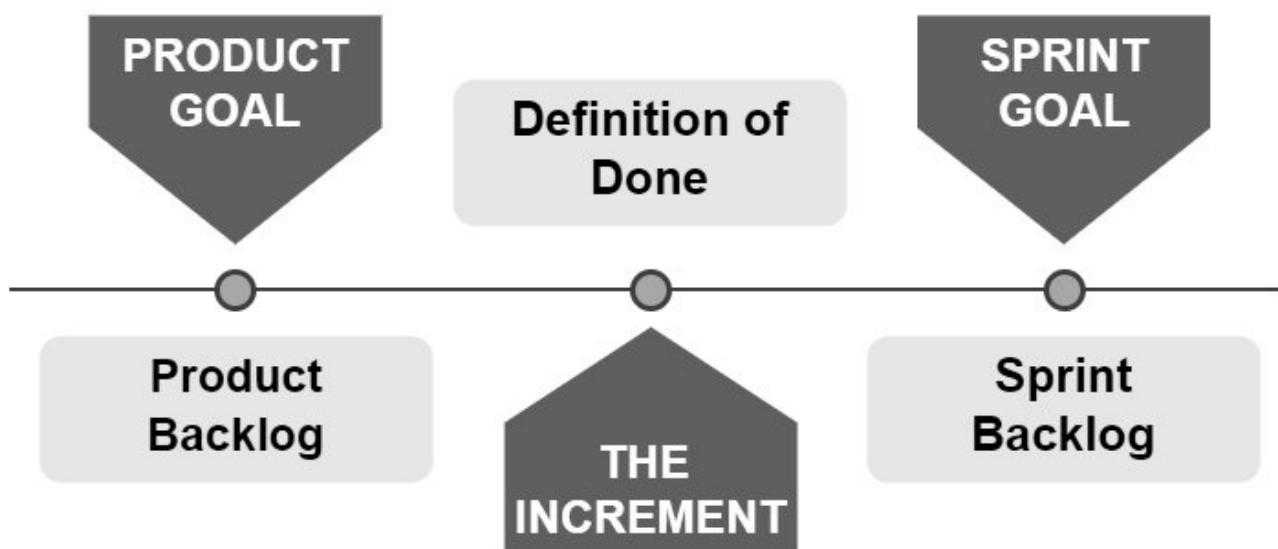 PRODUCT
GOAL
Product
Backlog
Definition of
Done
THE
INCREMENT
SPRINT
GOAL
Sprint
Backlog